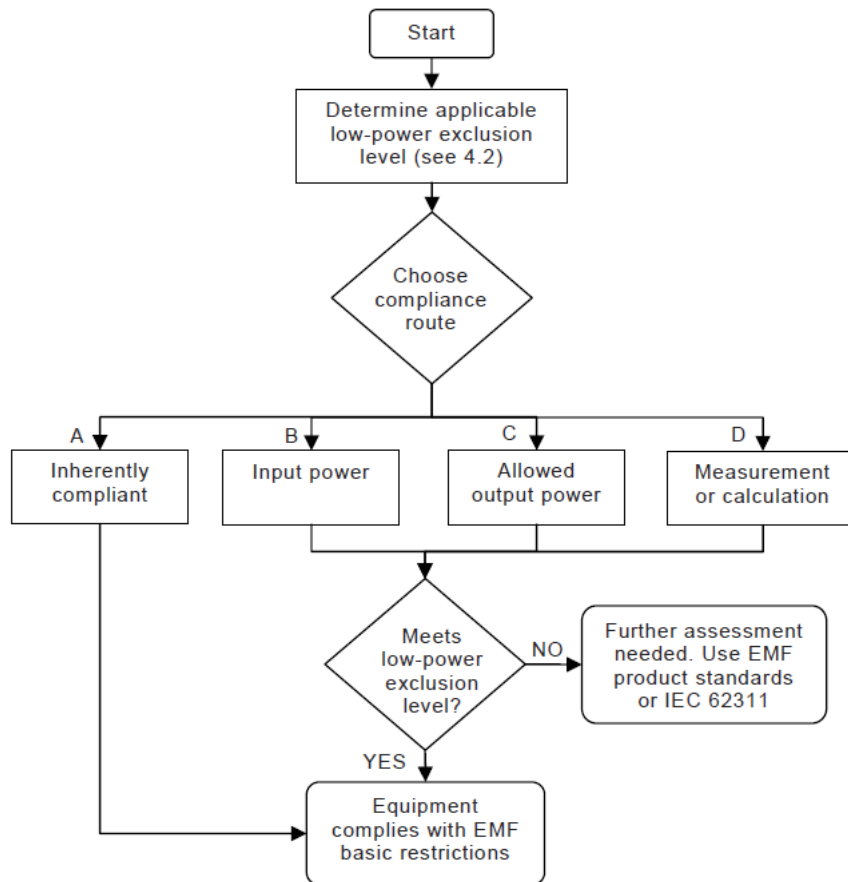 Start
Determine applicable
low-power exclusion
level (see 4.2)
Choose
compliance
route
A
Inherently
compliant
B
Input power
C
Allowed
output power
D
Measurement
or calculation
Meets
low-power
exclusion
level?
NO
Further assessment
needed. Use EMF
product standards
or IEC 62311
YES
Equipment
complies with EMF
basic restrictions